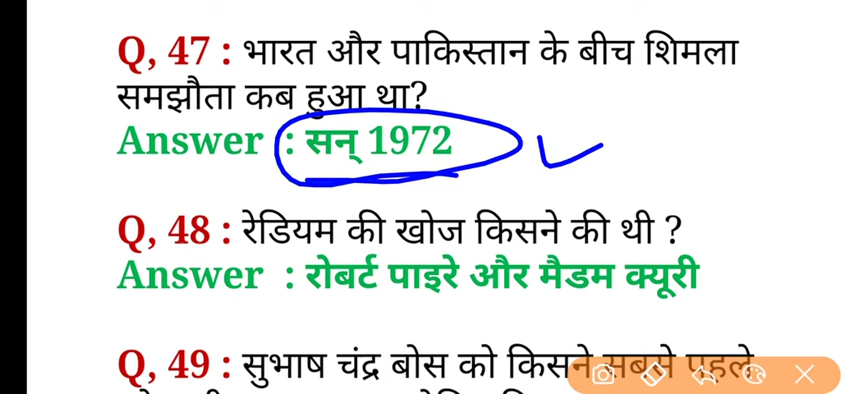 Q, 47 : भारत और पाकिस्तान के बीच शिमला
समझौता कब हुआ था?
Answer : सन् 1972
Q, 48 : रेडियम की खोज किसने की थी ?
Answer : रोबर्ट पाइरे और मैडम क्यूरी
Q, 49 : सुभाष चंद्र बोस को किसने सबसे पहले